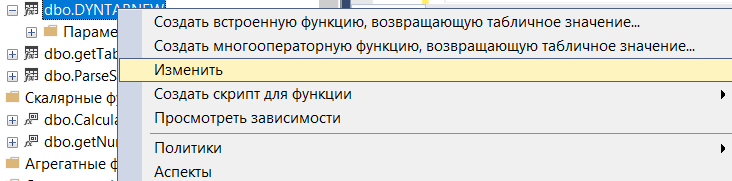 dbo.DYNTABNEW
Создать встроенную функцию, возвращающую табличное значение...
Создать многооператорную функцию, возвращающую табличное значение...
Изменить
Создать скрипт для функции
Просмотреть зависимости
Политики
Аспекты
Параме
dbo.getTab
dbo.ParseS
Скалярные ф
dbo.Calcula
dbo.getNu
Агрегатные ф